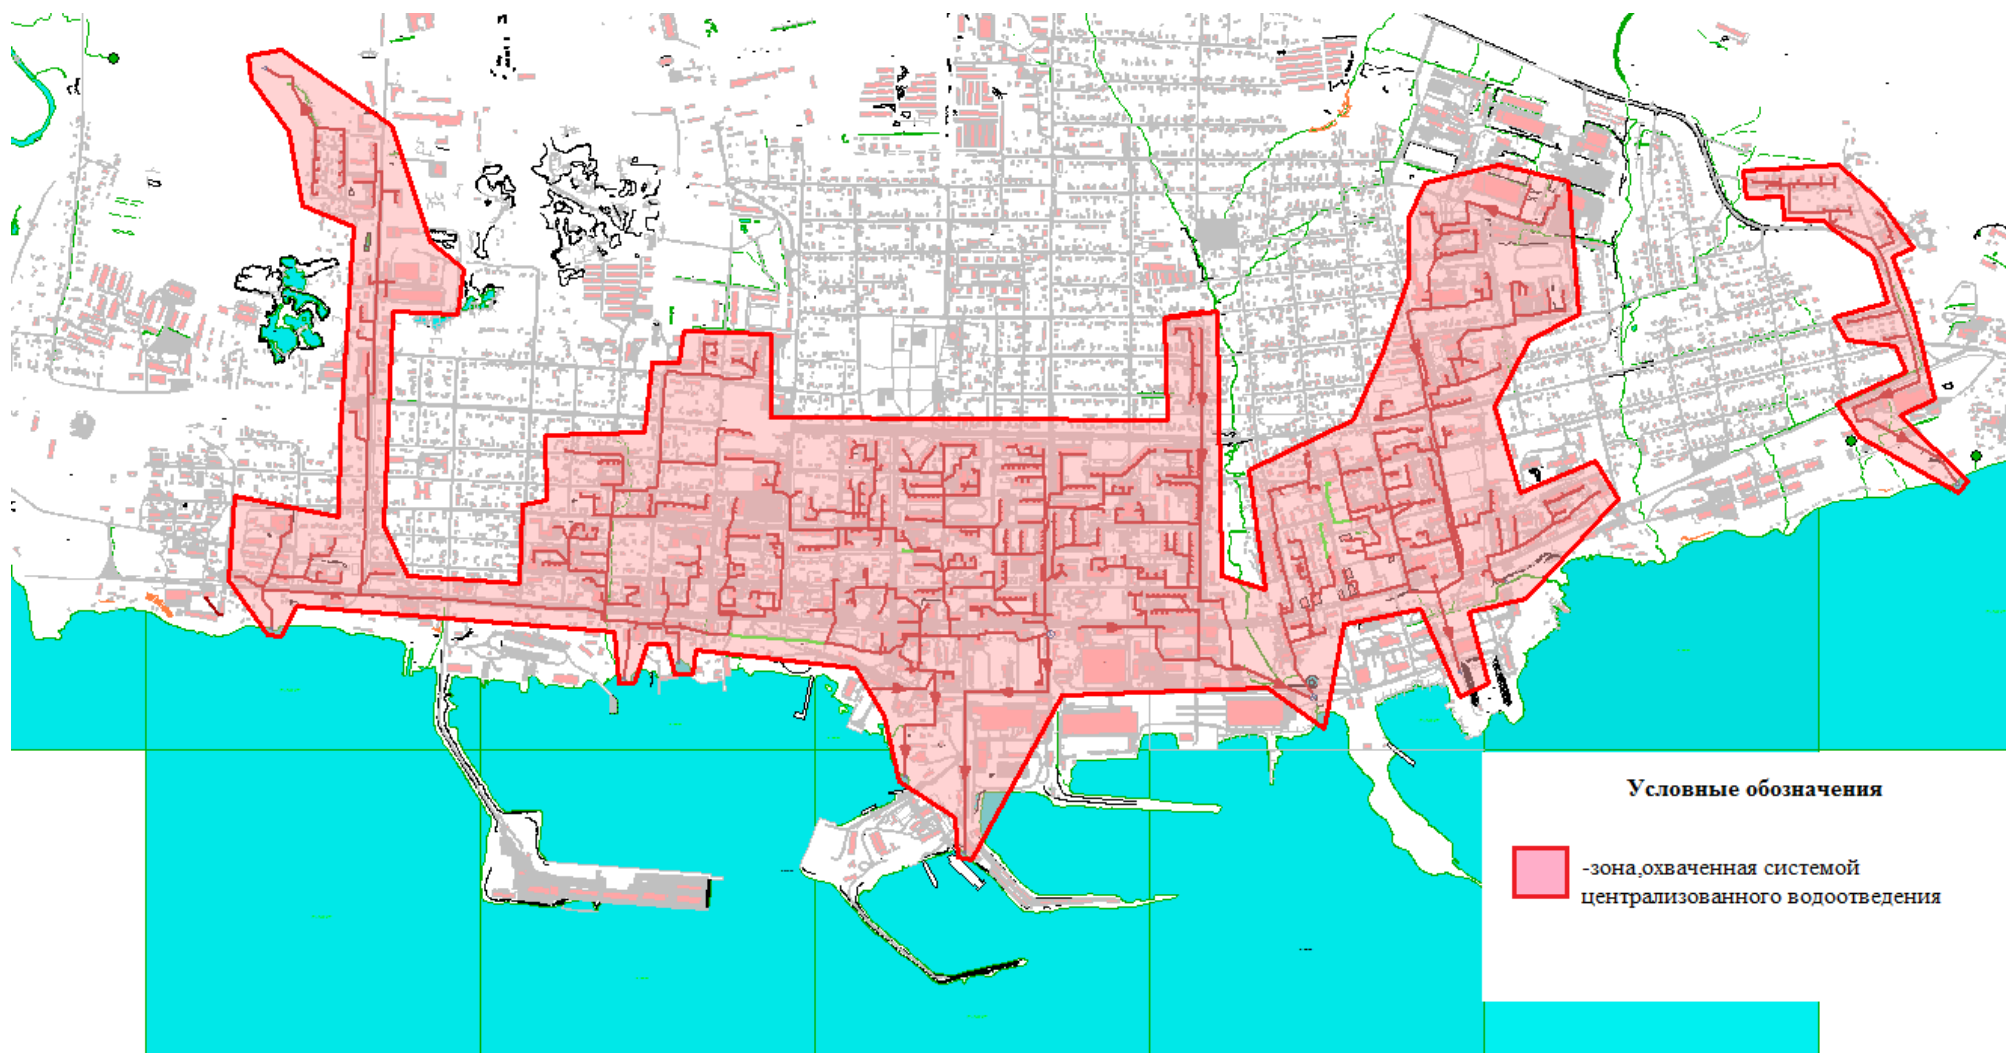 Условные обозначения
-зона,охваченная системой
централизованного водоотведения